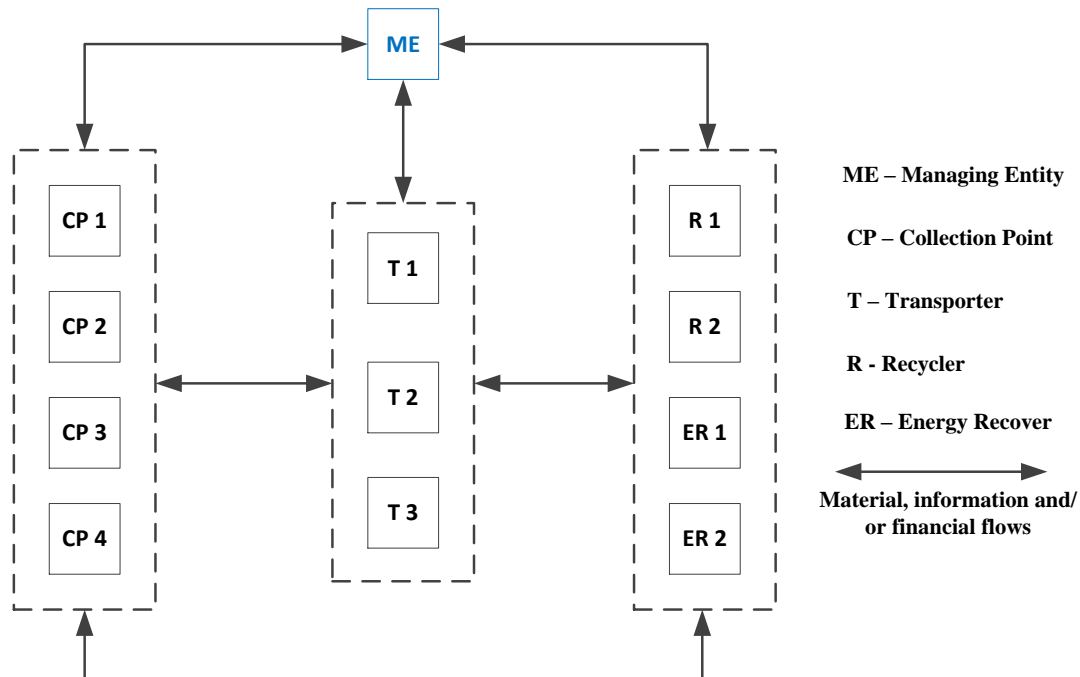 ME
CP 1
CP 2
CP 3
CP 4
T 1
T 2
T 3
R 1
R 2
ER 1
ER 2
ME – Managing Entity
CP – Collection Point
T – Transporter
R - Recycler
ER – Energy Recover
Material, information and/
or financial flows